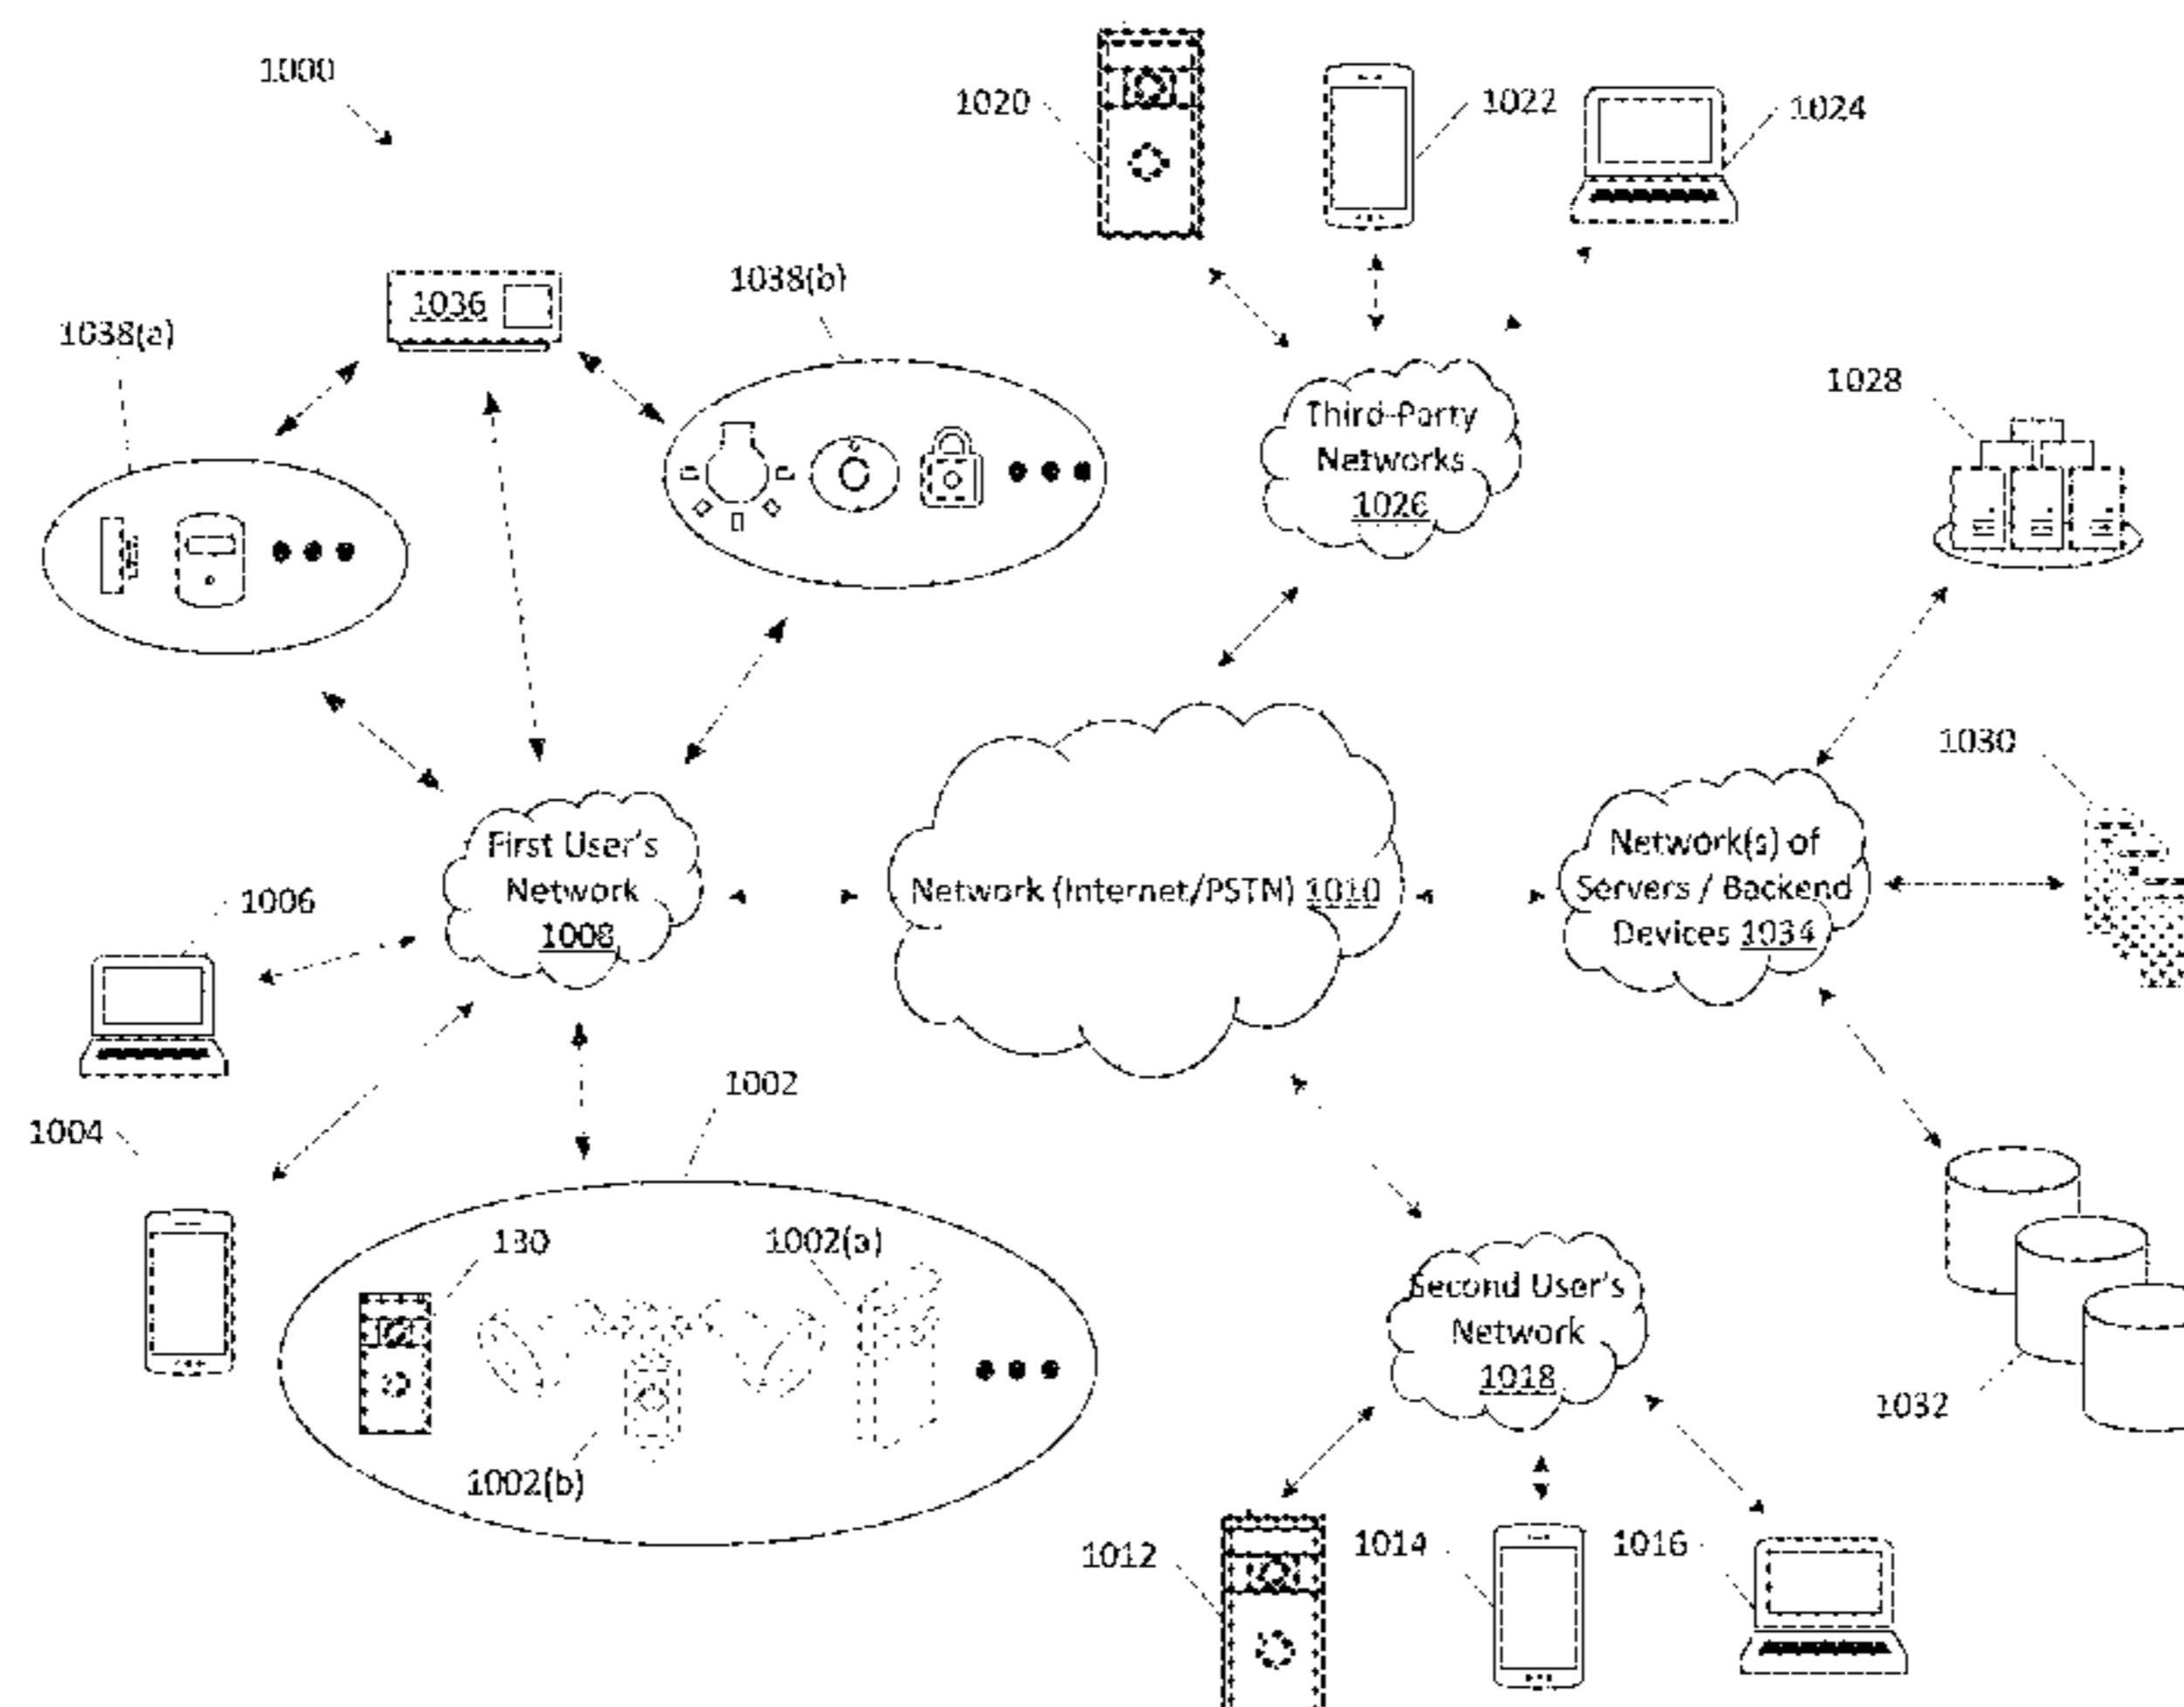 1000
1020
1022
1024
1038(b)
1036
1038(a)
1028
Third-Party
Networks
1026
1030
First User's
Network
1008
Network (Internet/PSTN) 1010
Network(s) of
Servers / Backend
Devices 1034
1006
1002
1004
130
1002(a)
Second User's
Network
1018
1032
1002(b)
1012
1014
1016